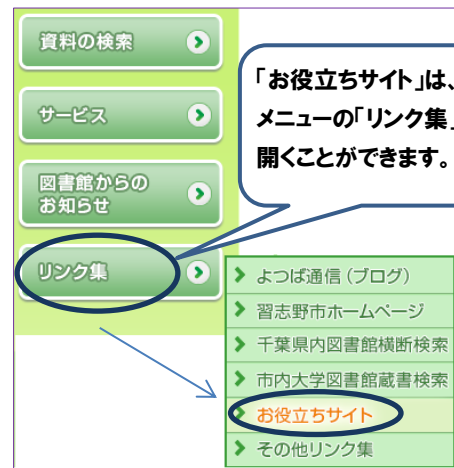 資料の検索
サービス
図書館からの
お知らせ
リンク集
「お役立ちサイト」は、
メニューの「リンク集」
開くことができます。
よつば通信（ブログ）
習志野市ホームページ
千葉県内図書館横断検索
市内大学図書館蔵書検索
お役立ちサイト
その他リンク集